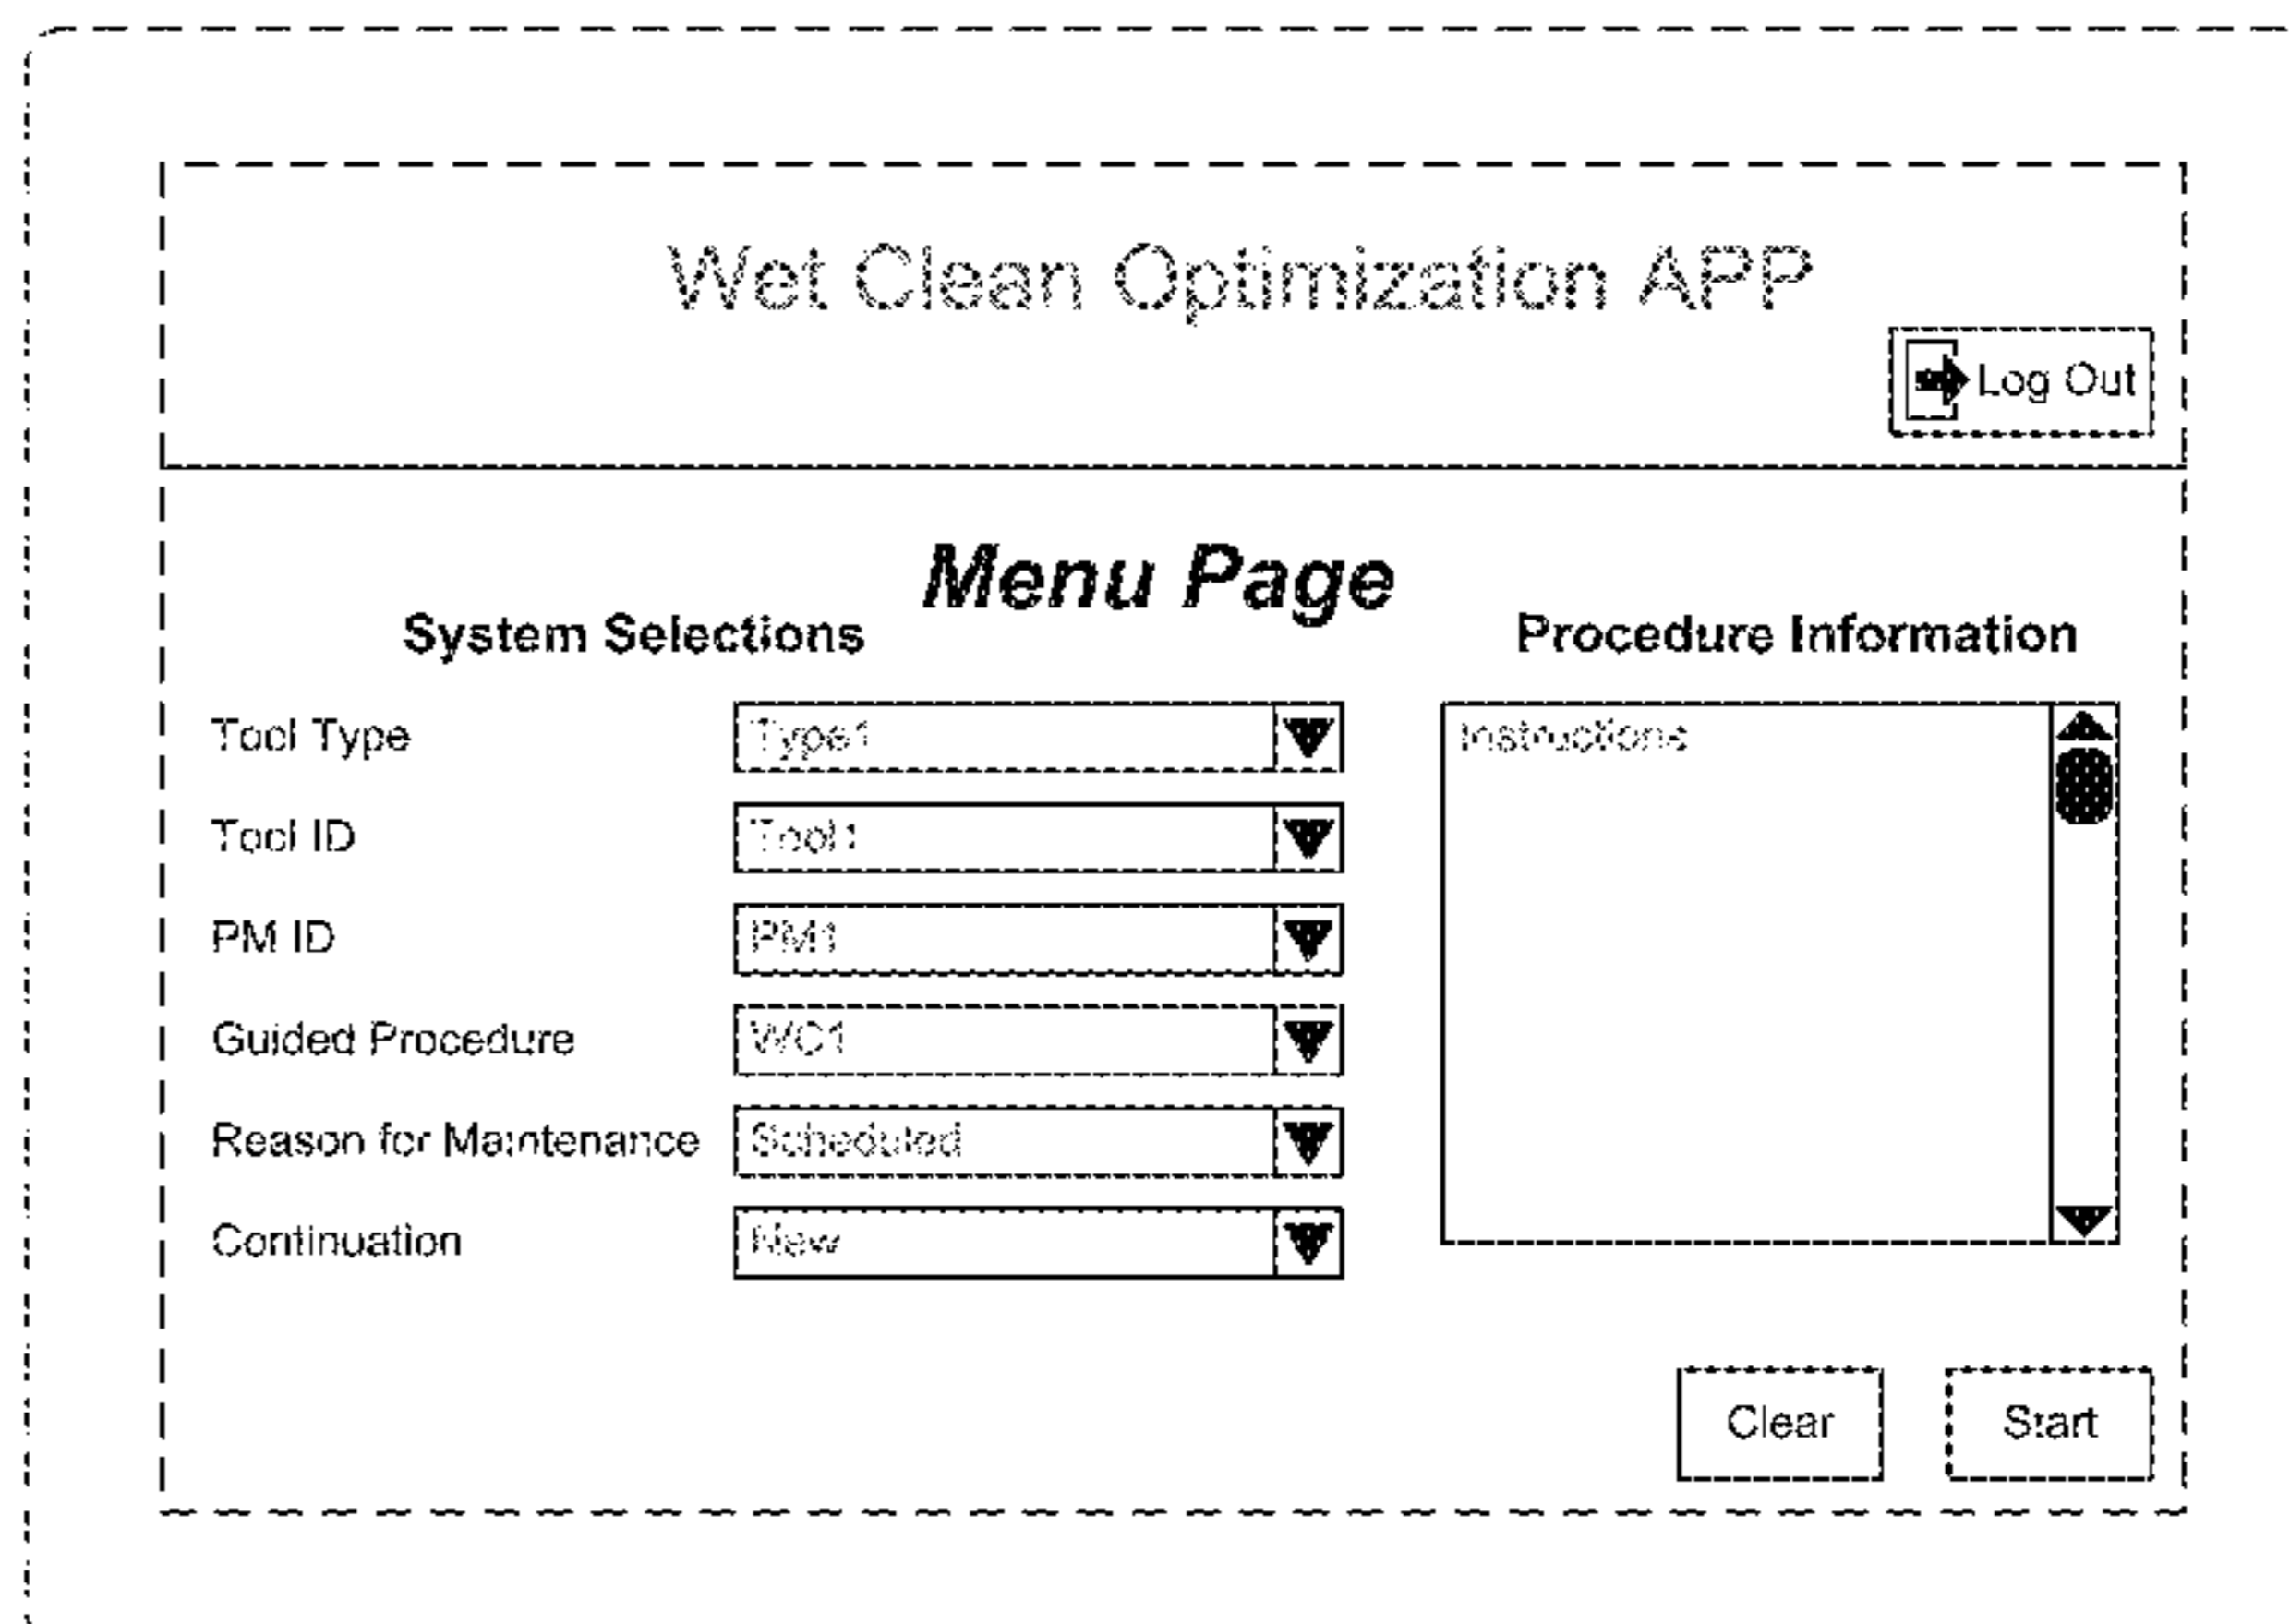 Wet Clean Optimization APP
Log Out
Menu Page
System Selections
Procedure Information
Tool Type
Type1
Tool ID
Tool1
PM ID
PM1
Guided Procedure
WC1
Reason for Maintenance
Scheduled
Continuation
New
Instructions
Clear
Start